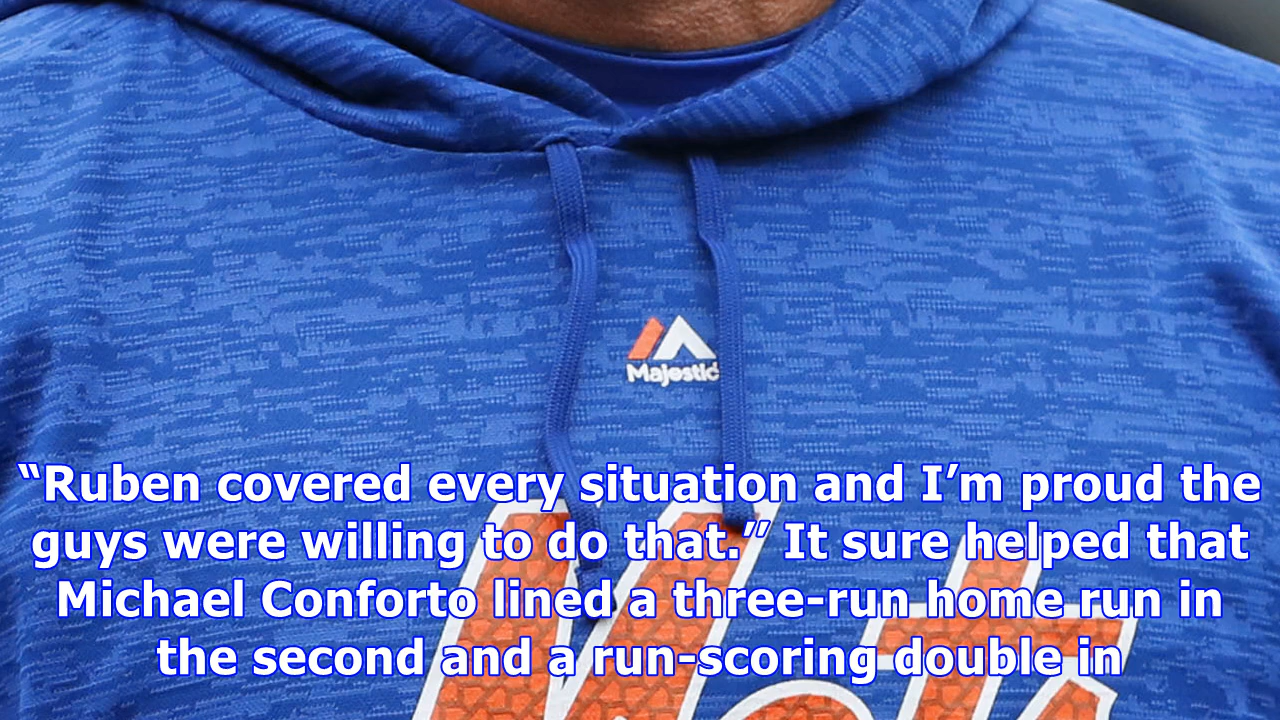 Majestic
“Ruben covered every situation and I’m proud the
guys were willing to do that.” It sure helped that
Michael Conforto lined a three-run home run in
the second and a run-scoring double in
Mets